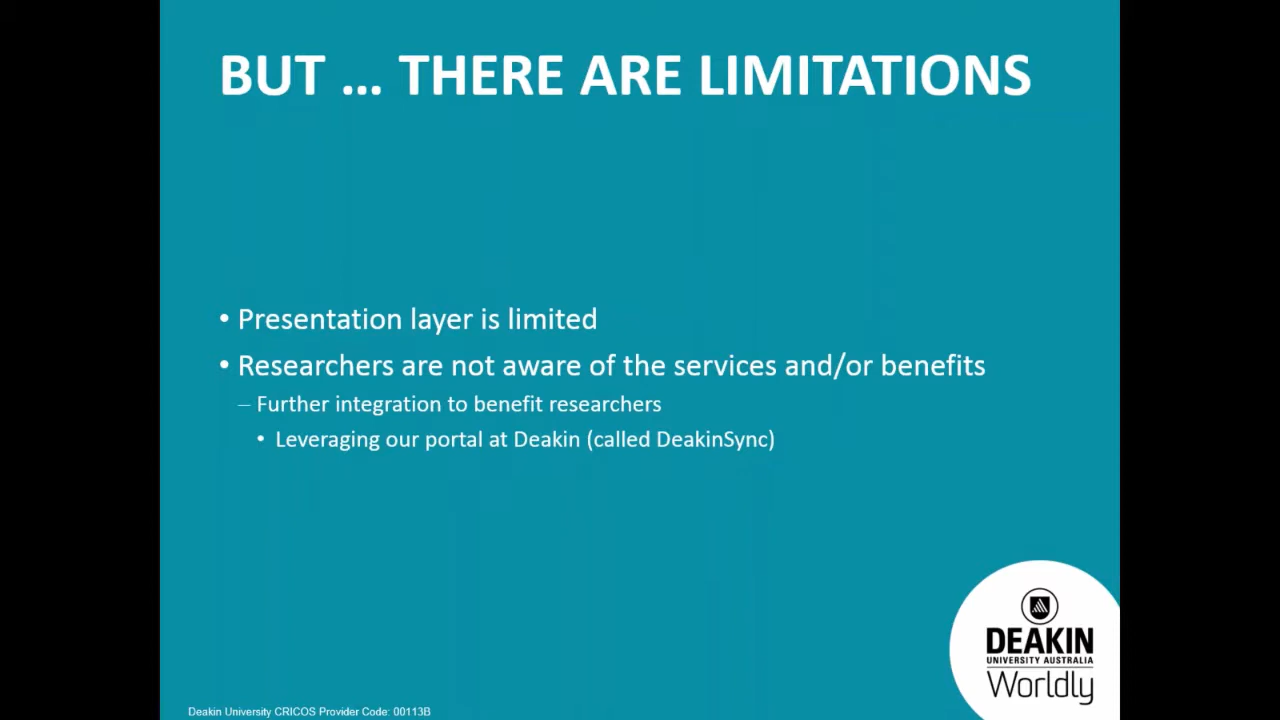 BUT … THERE ARE LIMITATIONS
• Presentation layer is limited
• Researchers are not aware of the services and/or benefits
– Further integration to benefit researchers
• Leveraging our portal at Deakin (called DeakinSync)
DEAKIN
UNIVERSITY AUSTRALIA
Worldly
Deakin University CRICOS Provider Code: 00113B